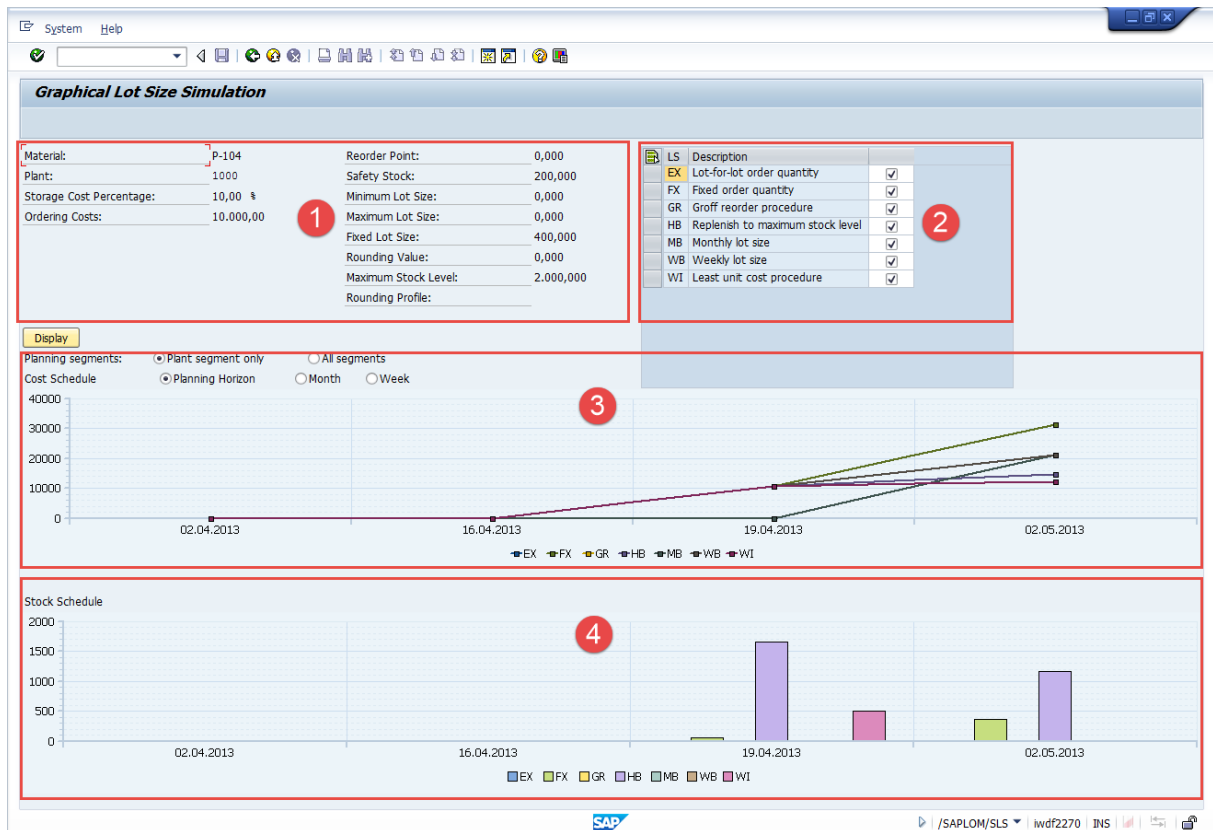 System Help
Graphical Lot Size Simulation
Material: P-104
Plant: 1000
Storage Cost Percentage: 10,00 %
Ordering Costs: 10.000,00
1
Reorder Point: 0,000
Safety Stock: 200,000
Minimum Lot Size: 0,000
Maximum Lot Size: 0,000
Fixed Lot Size: 400,000
Rounding Value: 0,000
Maximum Stock Level: 2.000,000
Rounding Profile:
LS Description
EX Lot-for-lot order quantity
FX Fixed order quantity
GR Groff reorder procedure
HB Replenish to maximum stock level
MB Monthly lot size
WB Weekly lot size
WI Least unit cost procedure
2
Display
Planning segments: Plant segment only All segments
Cost Schedule Planning Horizon Month Week
3
40000
30000
20000
10000
0
02.04.2013 16.04.2013 19.04.2013 02.05.2013
EX FX GR HB MB WB WI
Stock Schedule
4
2000
1500
1000
500
0
02.04.2013 16.04.2013 19.04.2013 02.05.2013
EX FX GR HB MB WB WI
SAP /SAPLOM/SLS iwdf2270 INS